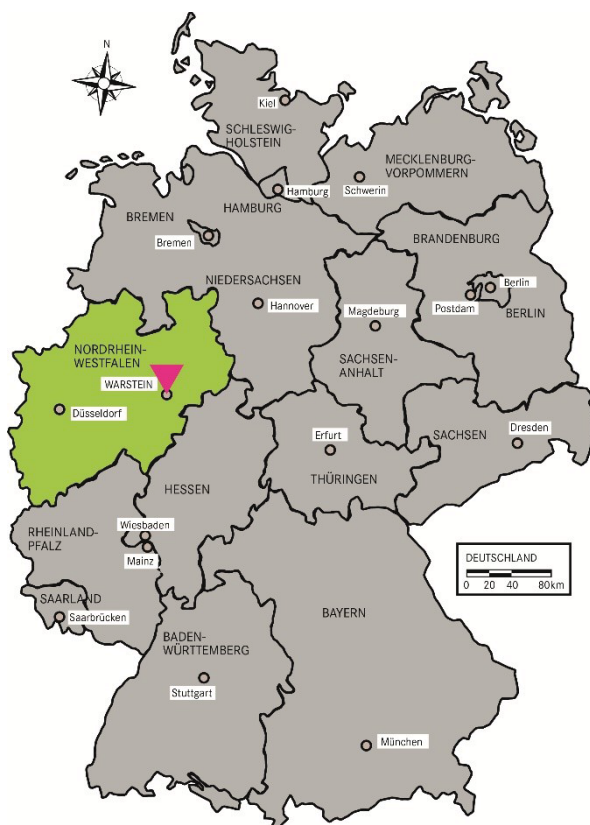 N
Kiel
SCHLESWIG-
HOLSTEIN
MECKLENBURG-
VORPOMMERN
Schwerin
Hamburg
HAMBURG
BREMEN
Bremen
BRANDENBURG
NIEDERSACHSEN
Hannover
Berlin
Postdam
BERLIN
Magdeburg
SACHSEN-
ANHALT
NORDRHEIN-
WESTFALEN
WARSTEIN
Düsseldorf
Erfurt
THÜRINGEN
SACHSEN
Dresden
HESSEN
Wiesbaden
RHEINLAND-
PFALZ
Mainz
DEUTSCHLAND
0 20 40 80km
SAARLAND
Saarbrücken
BAYERN
BADEN-
WÜRTTEMBERG
Stuttgart
München